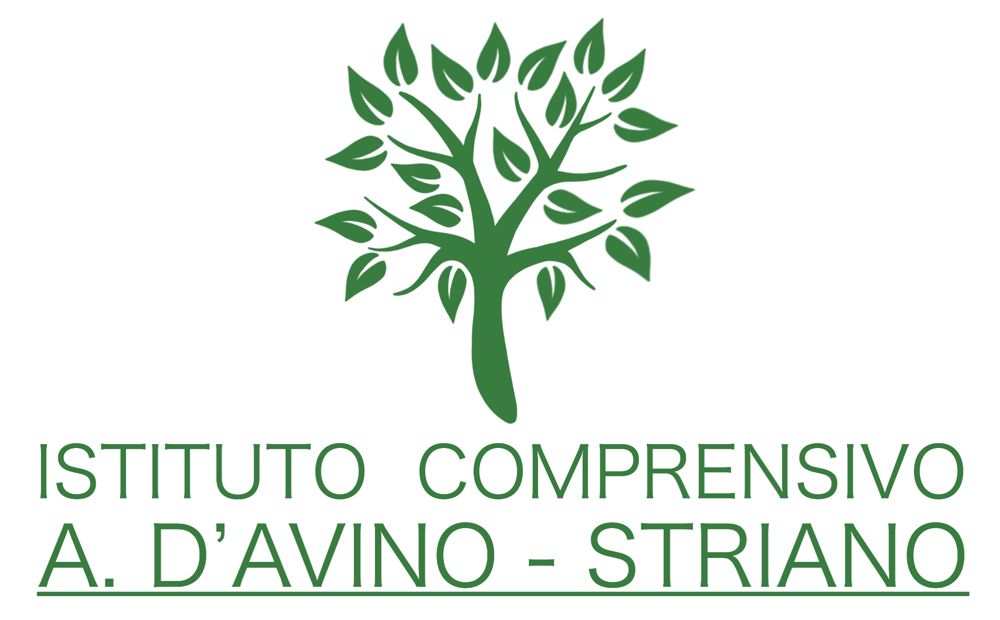 ISTITUTO COMPRENSIVO
A. D’AVINO - STRIANO